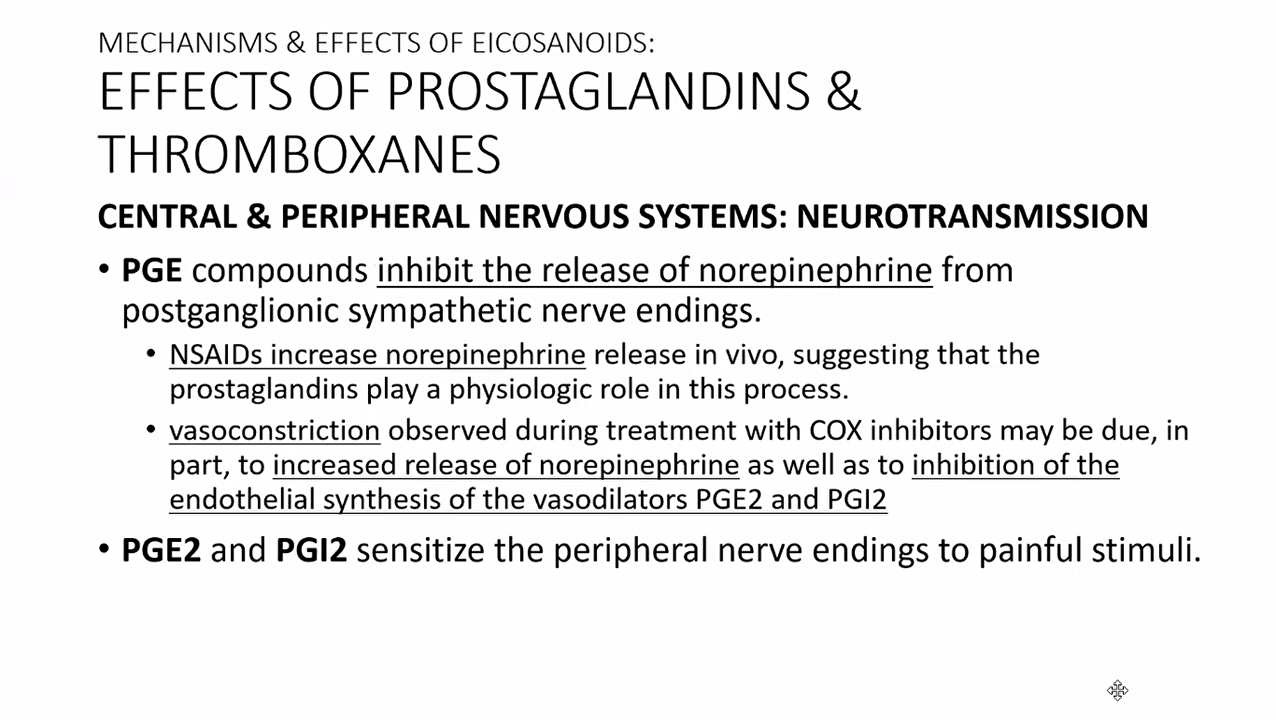 MECHANISMS & EFFECTS OF EICOSANOIDS:
EFFECTS OF PROSTAGLANDINS &
THROMBOXANES
CENTRAL & PERIPHERAL NERVOUS SYSTEMS: NEUROTRANSMISSION
• PGE compounds inhibit the release of norepinephrine from
postganglionic sympathetic nerve endings.
• NSAIDs increase norepinephrine release in vivo, suggesting that the
prostaglandins play a physiologic role in this process.
• vasoconstriction observed during treatment with COX inhibitors may be due, in
part, to increased release of norepinephrine as well as to inhibition of the
endothelial synthesis of the vasodilators PGE2 and PGI2
• PGE2 and PGI2 sensitize the peripheral nerve endings to painful stimuli.